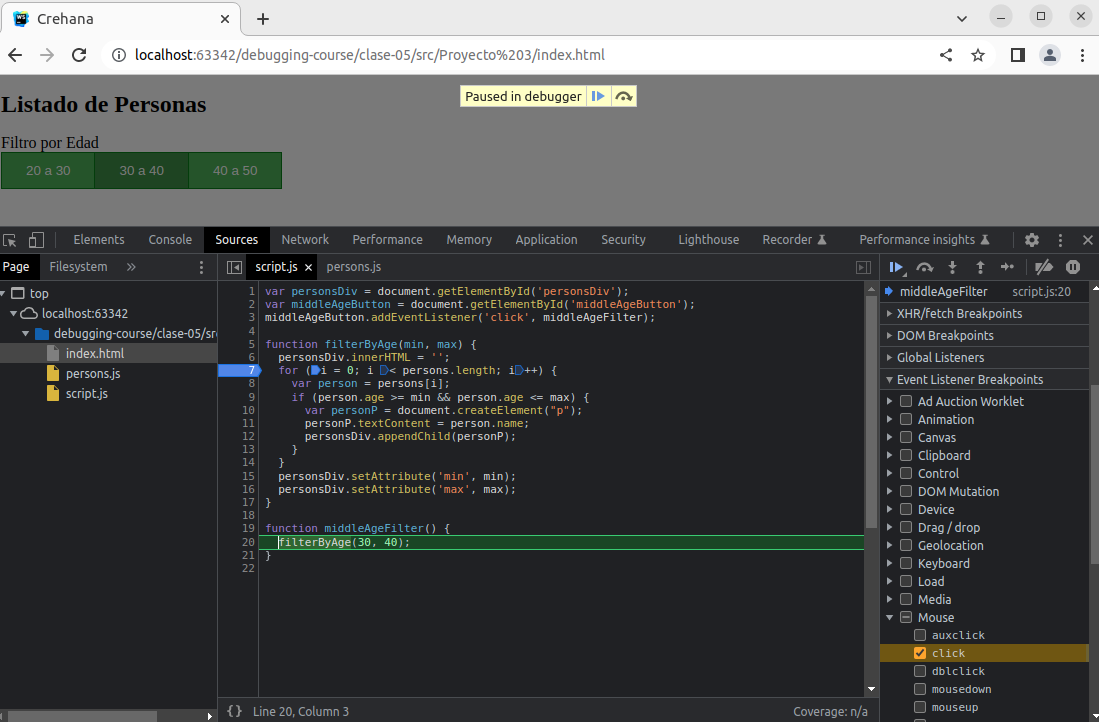 Crehana
localhost:63342/debugging-course/clase-05/src/Proyecto%203/index.html
Paused in debugger
Listado de Personas
Filtro por Edad
20 a 30 30 a 40 40 a 50
Elements Console Sources Network Performance Memory Application Security Lighthouse Recorder Performance insights
Page Filesystem »
script.js persons.js
top
localhost:63342
debugging-course/clase-05/sr
index.html
persons.js
script.js
1 var personsDiv = document.getElementById('personsDiv');
2 var middleAgeButton = document.getElementById('middleAgeButton');
3 middleAgeButton.addEventListener('click', middleAgeFilter);
4
5 function filterByAge(min, max) {
6 personsDiv.innerHTML = '';
7 for (i = 0; i < persons.length; i++) {
8 var person = persons[i];
9 if (person.age >= min && person.age <= max) {
10 var personP = document.createElement("p");
11 personP.textContent = person.name;
12 personsDiv.appendChild(personP);
13 }
14 }
15 personsDiv.setAttribute('min', min);
16 personsDiv.setAttribute('max', max);
17 }
18
19 function middleAgeFilter() {
20 filterByAge(30, 40);
21 }
22
{} Line 20, Column 3 Coverage: n/a
middleAgeFilter script.js:20
XHR/fetch Breakpoints
DOM Breakpoints
Global Listeners
Event Listener Breakpoints
Ad Auction Worklet
Animation
Canvas
Clipboard
Control
DOM Mutation
Device
Drag / drop
Geolocation
Keyboard
Load
Media
Mouse
auxclick
click
dblclick
mousedown
mouseup